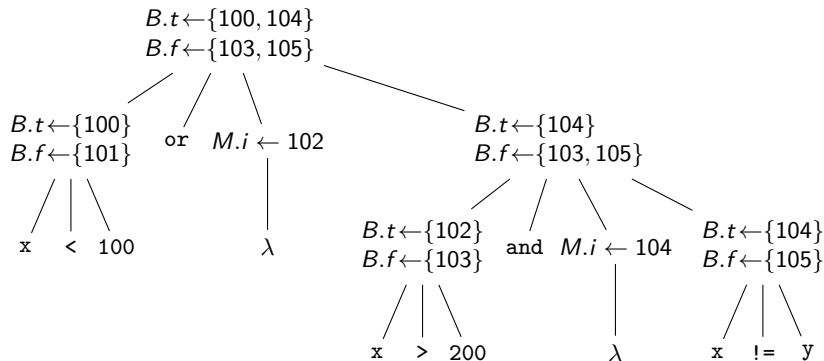 B.t←{100, 104}
B.f←{103, 105}
B.t←{100}
B.f←{101}
or
M.i ← 102
B.t←{104}
B.f←{103, 105}
x
<
100
λ
B.t←{102}
B.f←{103}
and
M.i ← 104
B.t←{104}
B.f←{105}
x
>
200
λ
x
!=
y